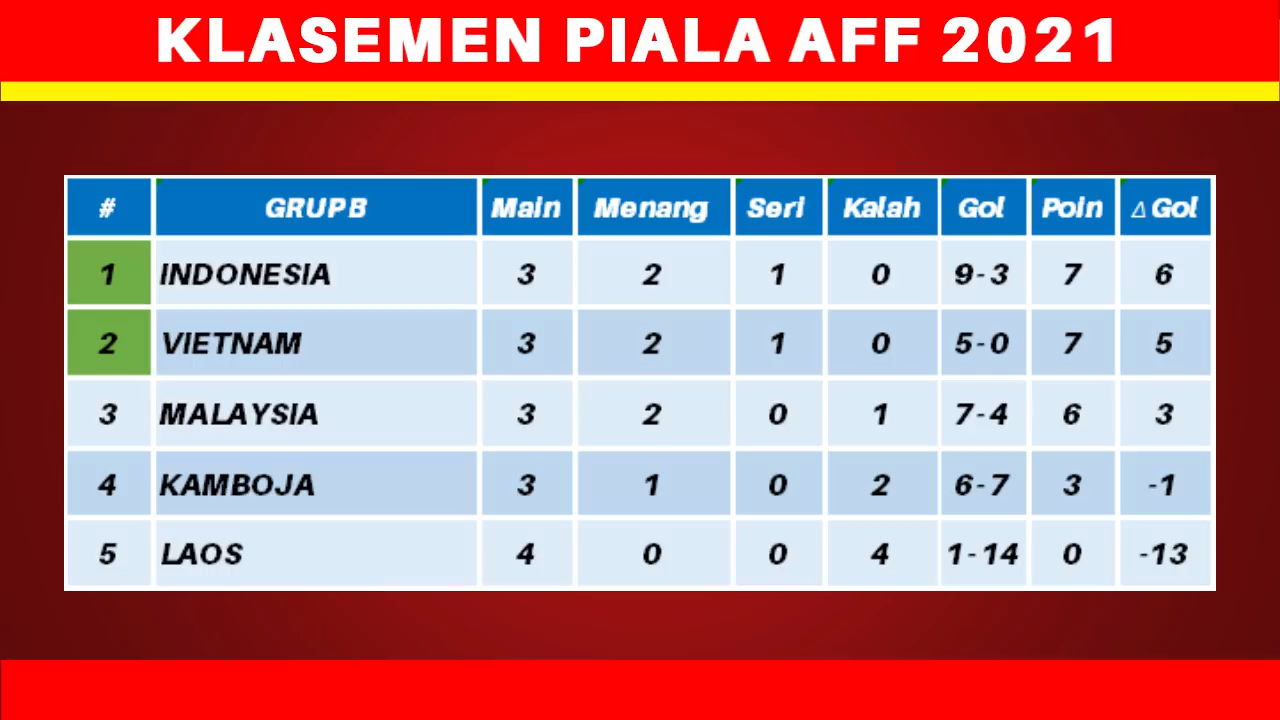 KLASEMEN PIALA AFF 2021
# GRUP B Main Menang Seri Kalah Gol Poin △ Gol
1 INDONESIA 3 2 1 0 9-3 7 6
2 VIETNAM 3 2 1 0 5-0 7 5
3 MALAYSIA 3 2 0 1 7-4 6 3
4 KAMBOJA 3 1 0 2 6-7 3 -1
5 LAOS 4 0 0 4 1-14 0 -13